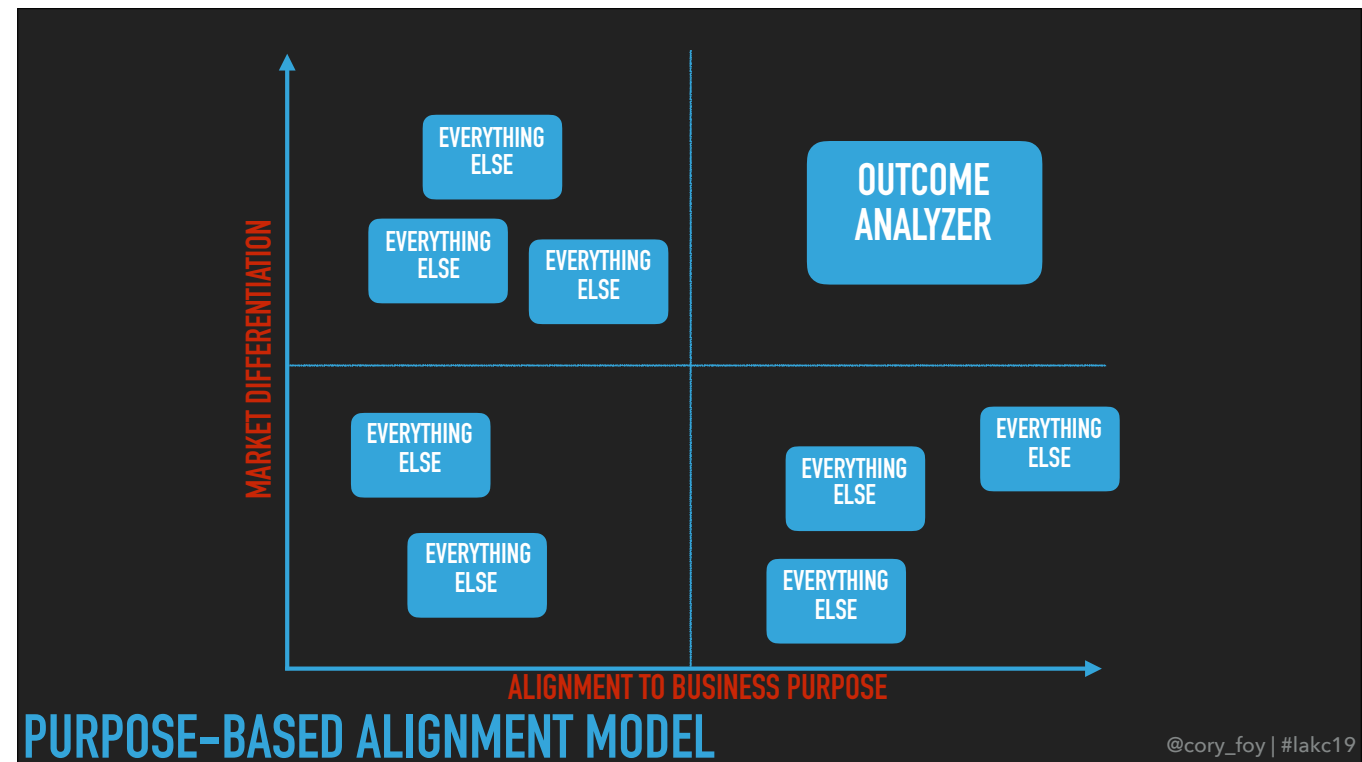 EVERYTHING
ELSE
OUTCOME
ANALYZER
EVERYTHING
ELSE
EVERYTHING
ELSE
MARKET DIFFERENTIATION
EVERYTHING
ELSE
EVERYTHING
ELSE
EVERYTHING
ELSE
EVERYTHING
ELSE
EVERYTHING
ELSE
ALIGNMENT TO BUSINESS PURPOSE
PURPOSE-BASED ALIGNMENT MODEL
@cory_foy | #lakc19